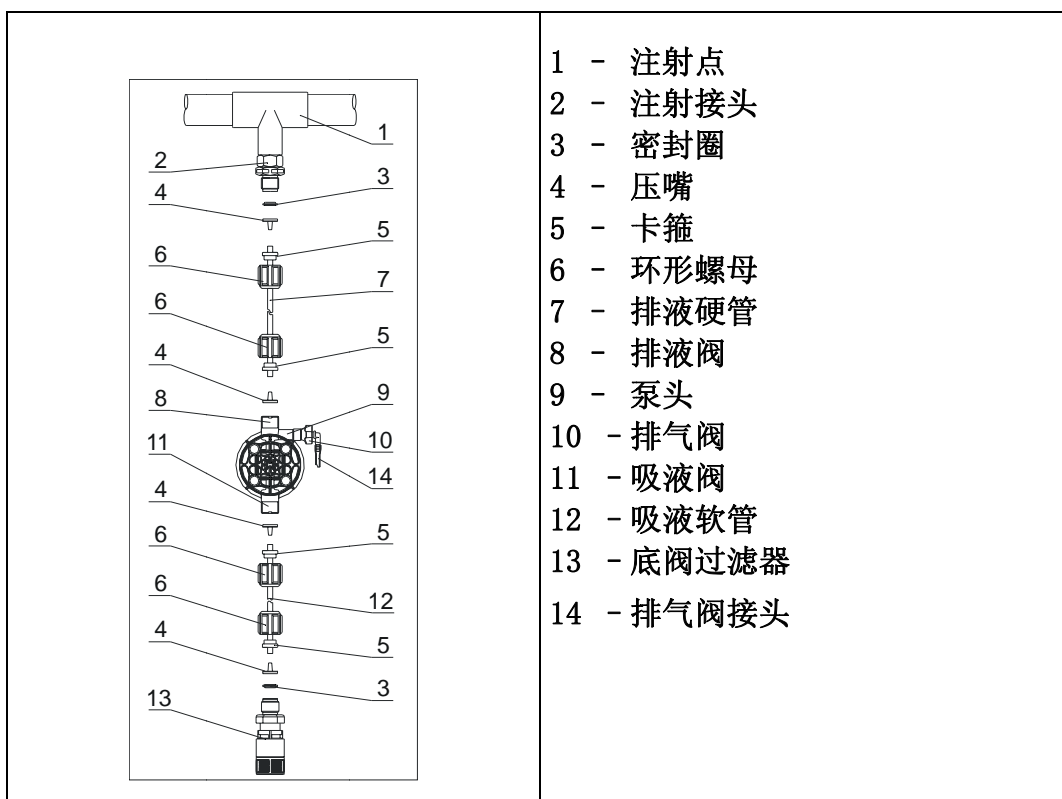 1
2
3
4
5
6
7
6
5
4
9
8
10
11
14
4
5
6
12
6
4
5
3
13
1 - 注射点
2 - 注射接头
3 - 密封圈
4 - 压嘴
5 - 卡箍
6 - 环形螺母
7 - 排液硬管
8 - 排液阀
9 - 泵头
10 -排气阀
11 -吸液阀
12 -吸液软管
13 -底阀过滤器
14 -排气阀接头